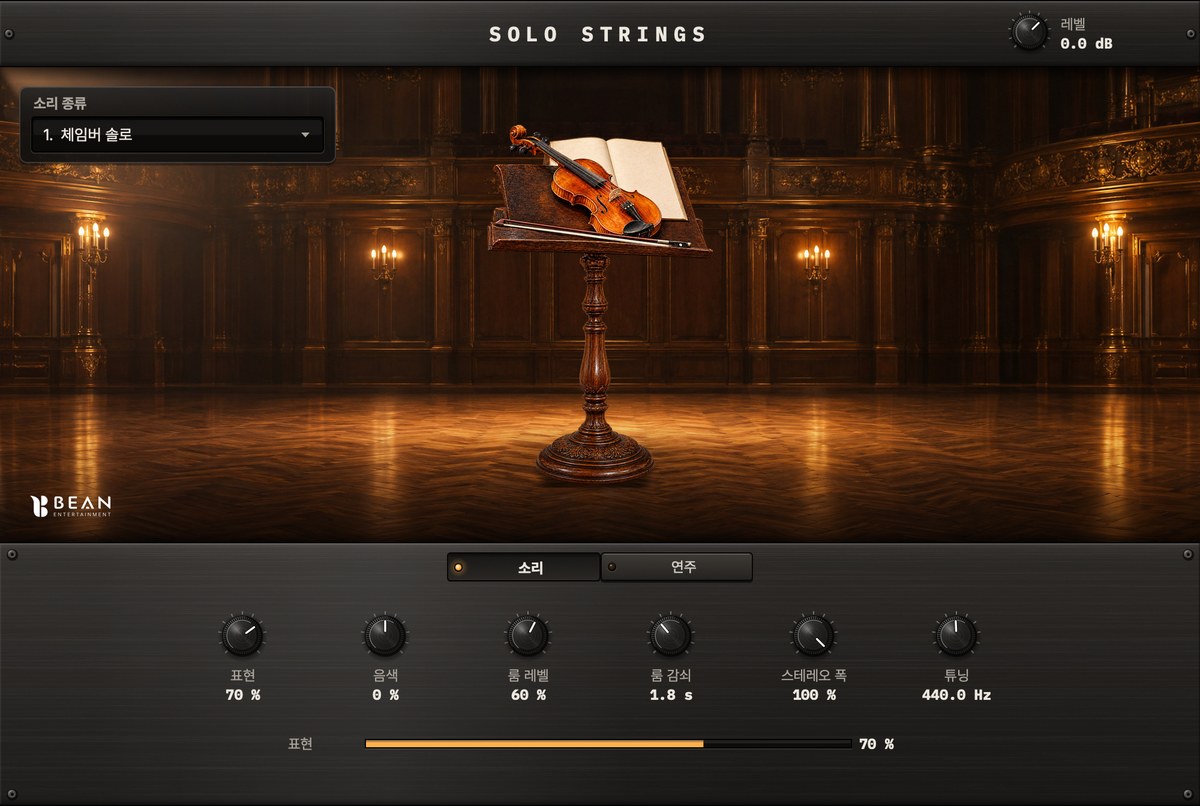 SOLO STRINGS
레벨
0.0 dB
소리 종류
1. 체임버 솔로
BEAN
ENTERTAINMENT
소리
연주
표현
70 %
음색
0 %
룸 레벨
60 %
룸 감쇠
1.8 s
스테레오 폭
100 %
튜닝
440.0 Hz
표현
70 %